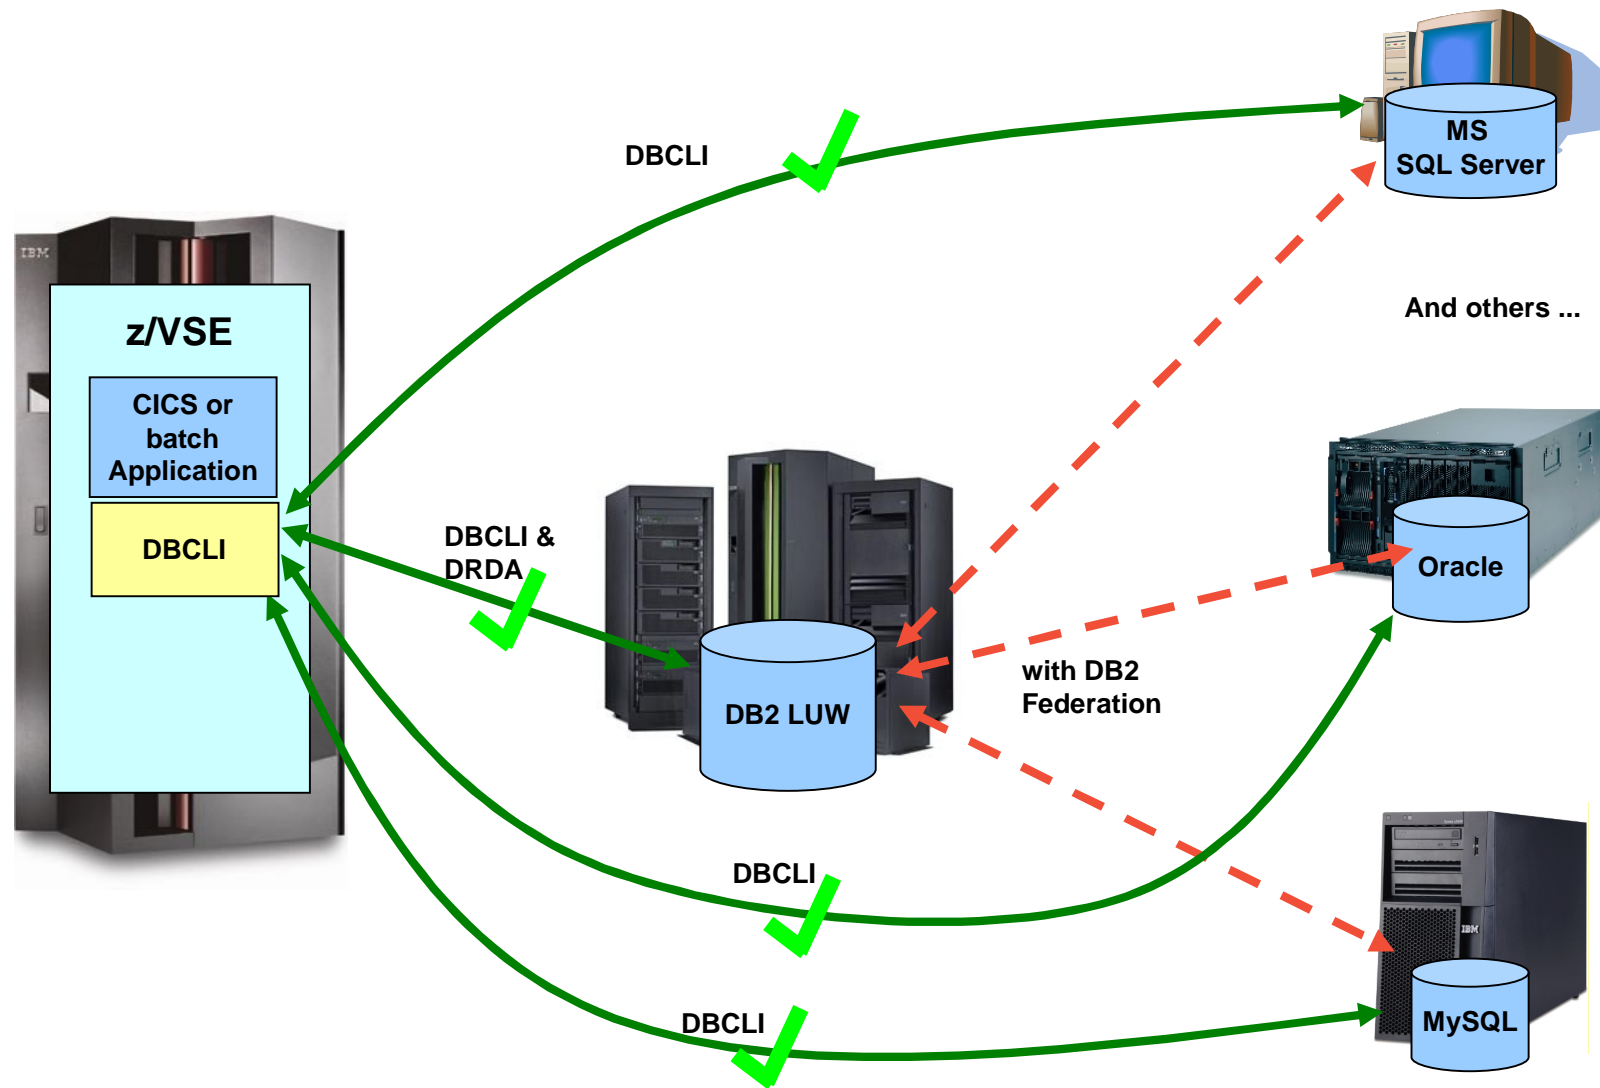 MS
SQL Server
DBCLI
IBM
And others ...
z/VSE
CICS or
batch
Application
DBCLI
DBCLI &
DRDA
Oracle
with DB2
Federation
DB2 LUW
DBCLI
IBM
DBCLI
MySQL